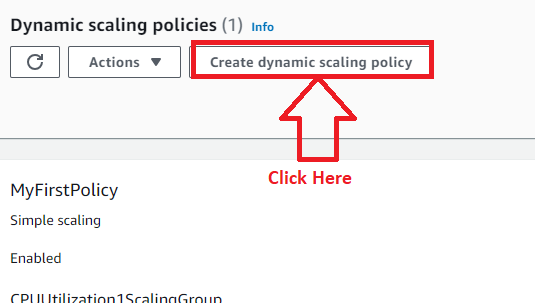 Dynamic scaling policies (1) Info
Actions
Create dynamic scaling policy
Click Here
MyFirstPolicy
Simple scaling
Enabled
CPUUtilization1ScalingGroup